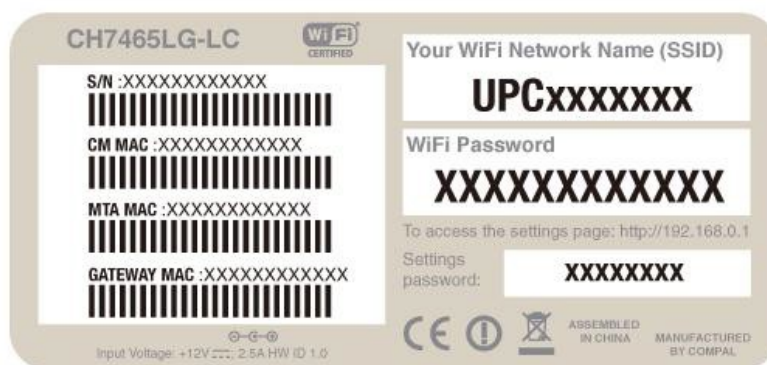 CH7465LG-LC
WiFi
CERTIFIED
S/N :XXXXXXXXXXXX
CM MAC :XXXXXXXXXXXX
MTA MAC :XXXXXXXXXXXX
GATEWAY MAC :XXXXXXXXXXXX
Input Voltage: +12V⎓, 2.5A HW ID 1.0
Your WiFi Network Name (SSID)
UPCxxxxxxx
WiFi Password
XXXXXXXXXXXX
To access the settings page: http://192.168.0.1
Settings
password:
XXXXXXXX
CE
ASSEMBLED
IN CHINA
MANUFACTURED
BY COMPAL